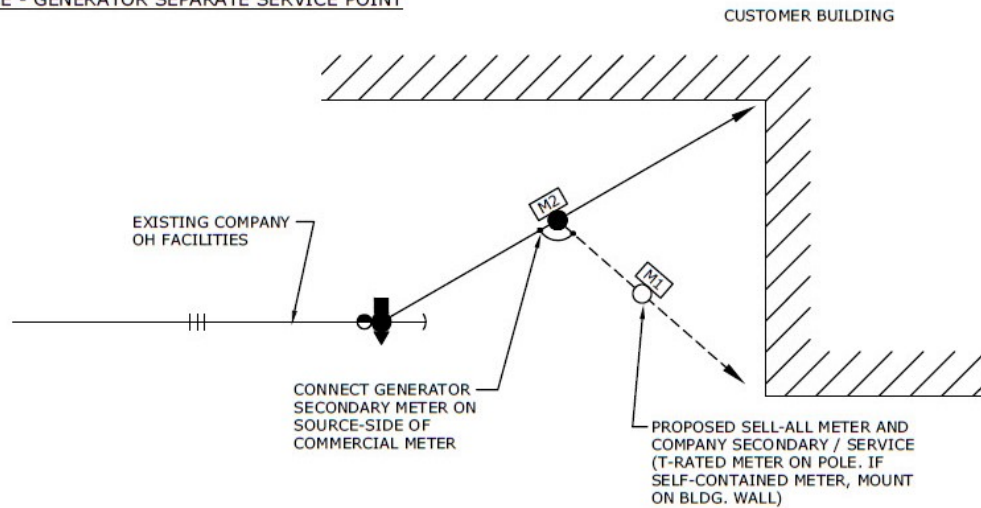 - GENERATOR SEPARATE SERVICE POINT
CUSTOMER BUILDING
M2
EXISTING COMPANY
OH FACILITIES
M1
CONNECT GENERATOR
SECONDARY METER ON
SOURCE-SIDE OF
COMMERCIAL METER
PROPOSED SELL-ALL METER AND
COMPANY SECONDARY / SERVICE
(T-RATED METER ON POLE. IF
SELF-CONTAINED METER, MOUNT
ON BLDG. WALL)